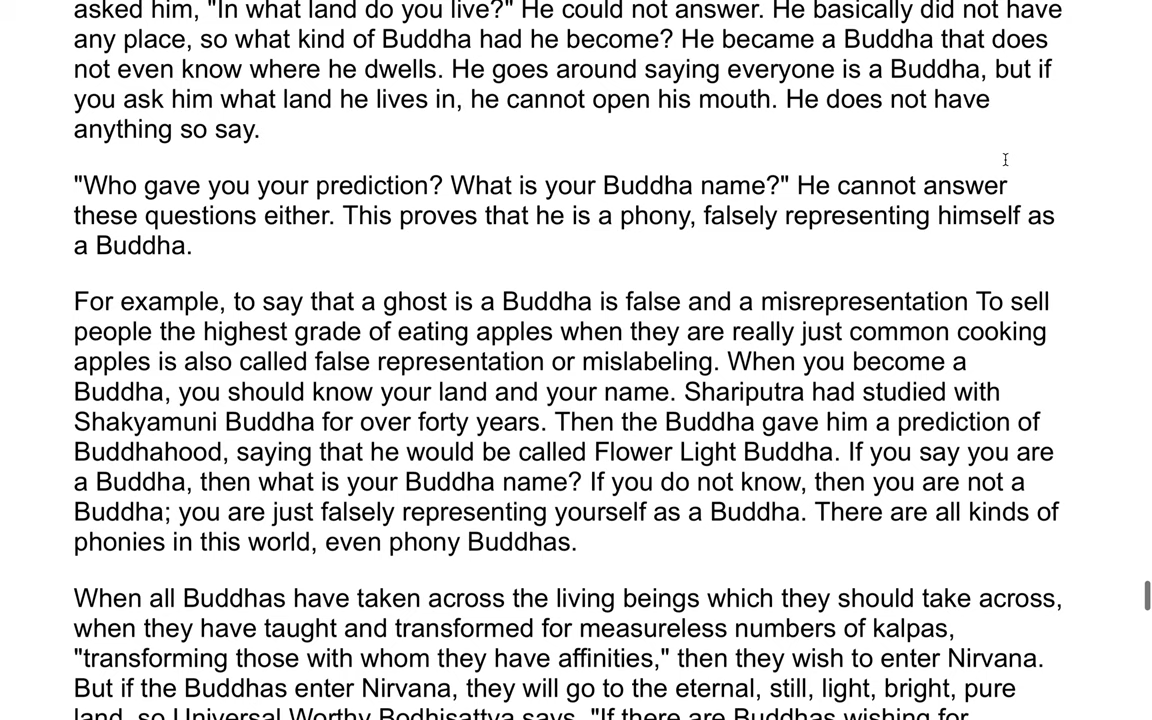 asked him, "In what land do you live?" He could not answer. He basically did not have
any place, so what kind of Buddha had he become? He became a Buddha that does
not even know where he dwells. He goes around saying everyone is a Buddha, but if
you ask him what land he lives in, he cannot open his mouth. He does not have
anything so say.
"Who gave you your prediction? What is your Buddha name?" He cannot answer
these questions either. This proves that he is a phony, falsely representing himself as
a Buddha.
For example, to say that a ghost is a Buddha is false and a misrepresentation To sell
people the highest grade of eating apples when they are really just common cooking
apples is also called false representation or mislabeling. When you become a
Buddha, you should know your land and your name. Shariputra had studied with
Shakyamuni Buddha for over forty years. Then the Buddha gave him a prediction of
Buddhahood, saying that he would be called Flower Light Buddha. If you say you are
a Buddha, then what is your Buddha name? If you do not know, then you are not a
Buddha; you are just falsely representing yourself as a Buddha. There are all kinds of
phonies in this world, even phony Buddhas.
When all Buddhas have taken across the living beings which they should take across,
when they have taught and transformed for measureless numbers of kalpas,
"transforming those with whom they have affinities," then they wish to enter Nirvana.
But if the Buddhas enter Nirvana, they will go to the eternal, still, light, bright, pure
land, so Universal Worthy Bodhisattva says, "If there are Buddhas wishing for